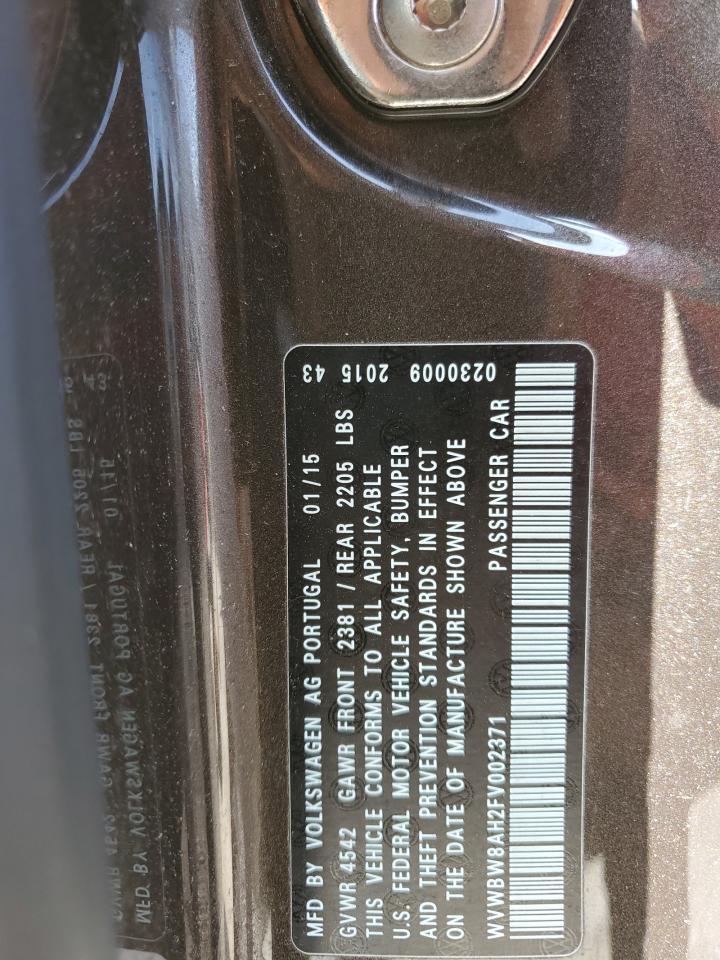 MFD BY VOLKSWAGEN AG PORTUGAL 01/15 43
GVWR 4542 GAWR FRONT 2381 / REAR 2205 LBS
THIS VEHICLE CONFORMS TO ALL APPLICABLE 2015
U.S. FEDERAL MOTOR VEHICLE SAFETY, BUMPER
AND THEFT PREVENTION STANDARDS IN EFFECT 0230009
ON THE DATE OF MANUFACTURE SHOWN ABOVE
WVWBW8AH2FV002371 PASSENGER CAR